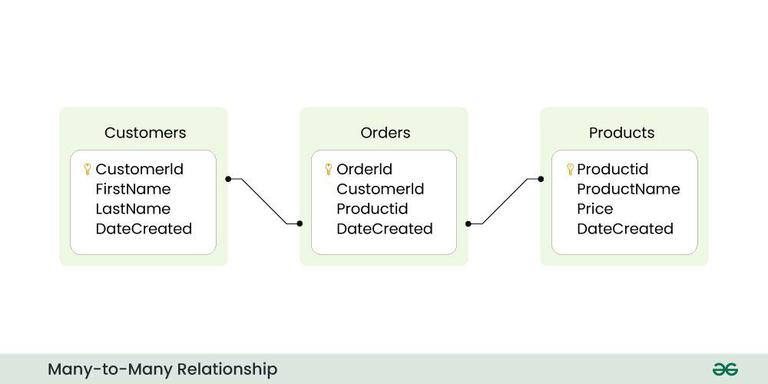 Customers
CustomerId
FirstName
LastName
DateCreated
Orders
OrderId
CustomerId
Productid
DateCreated
Products
Productid
ProductName
Price
DateCreated
Many-to-Many Relationship